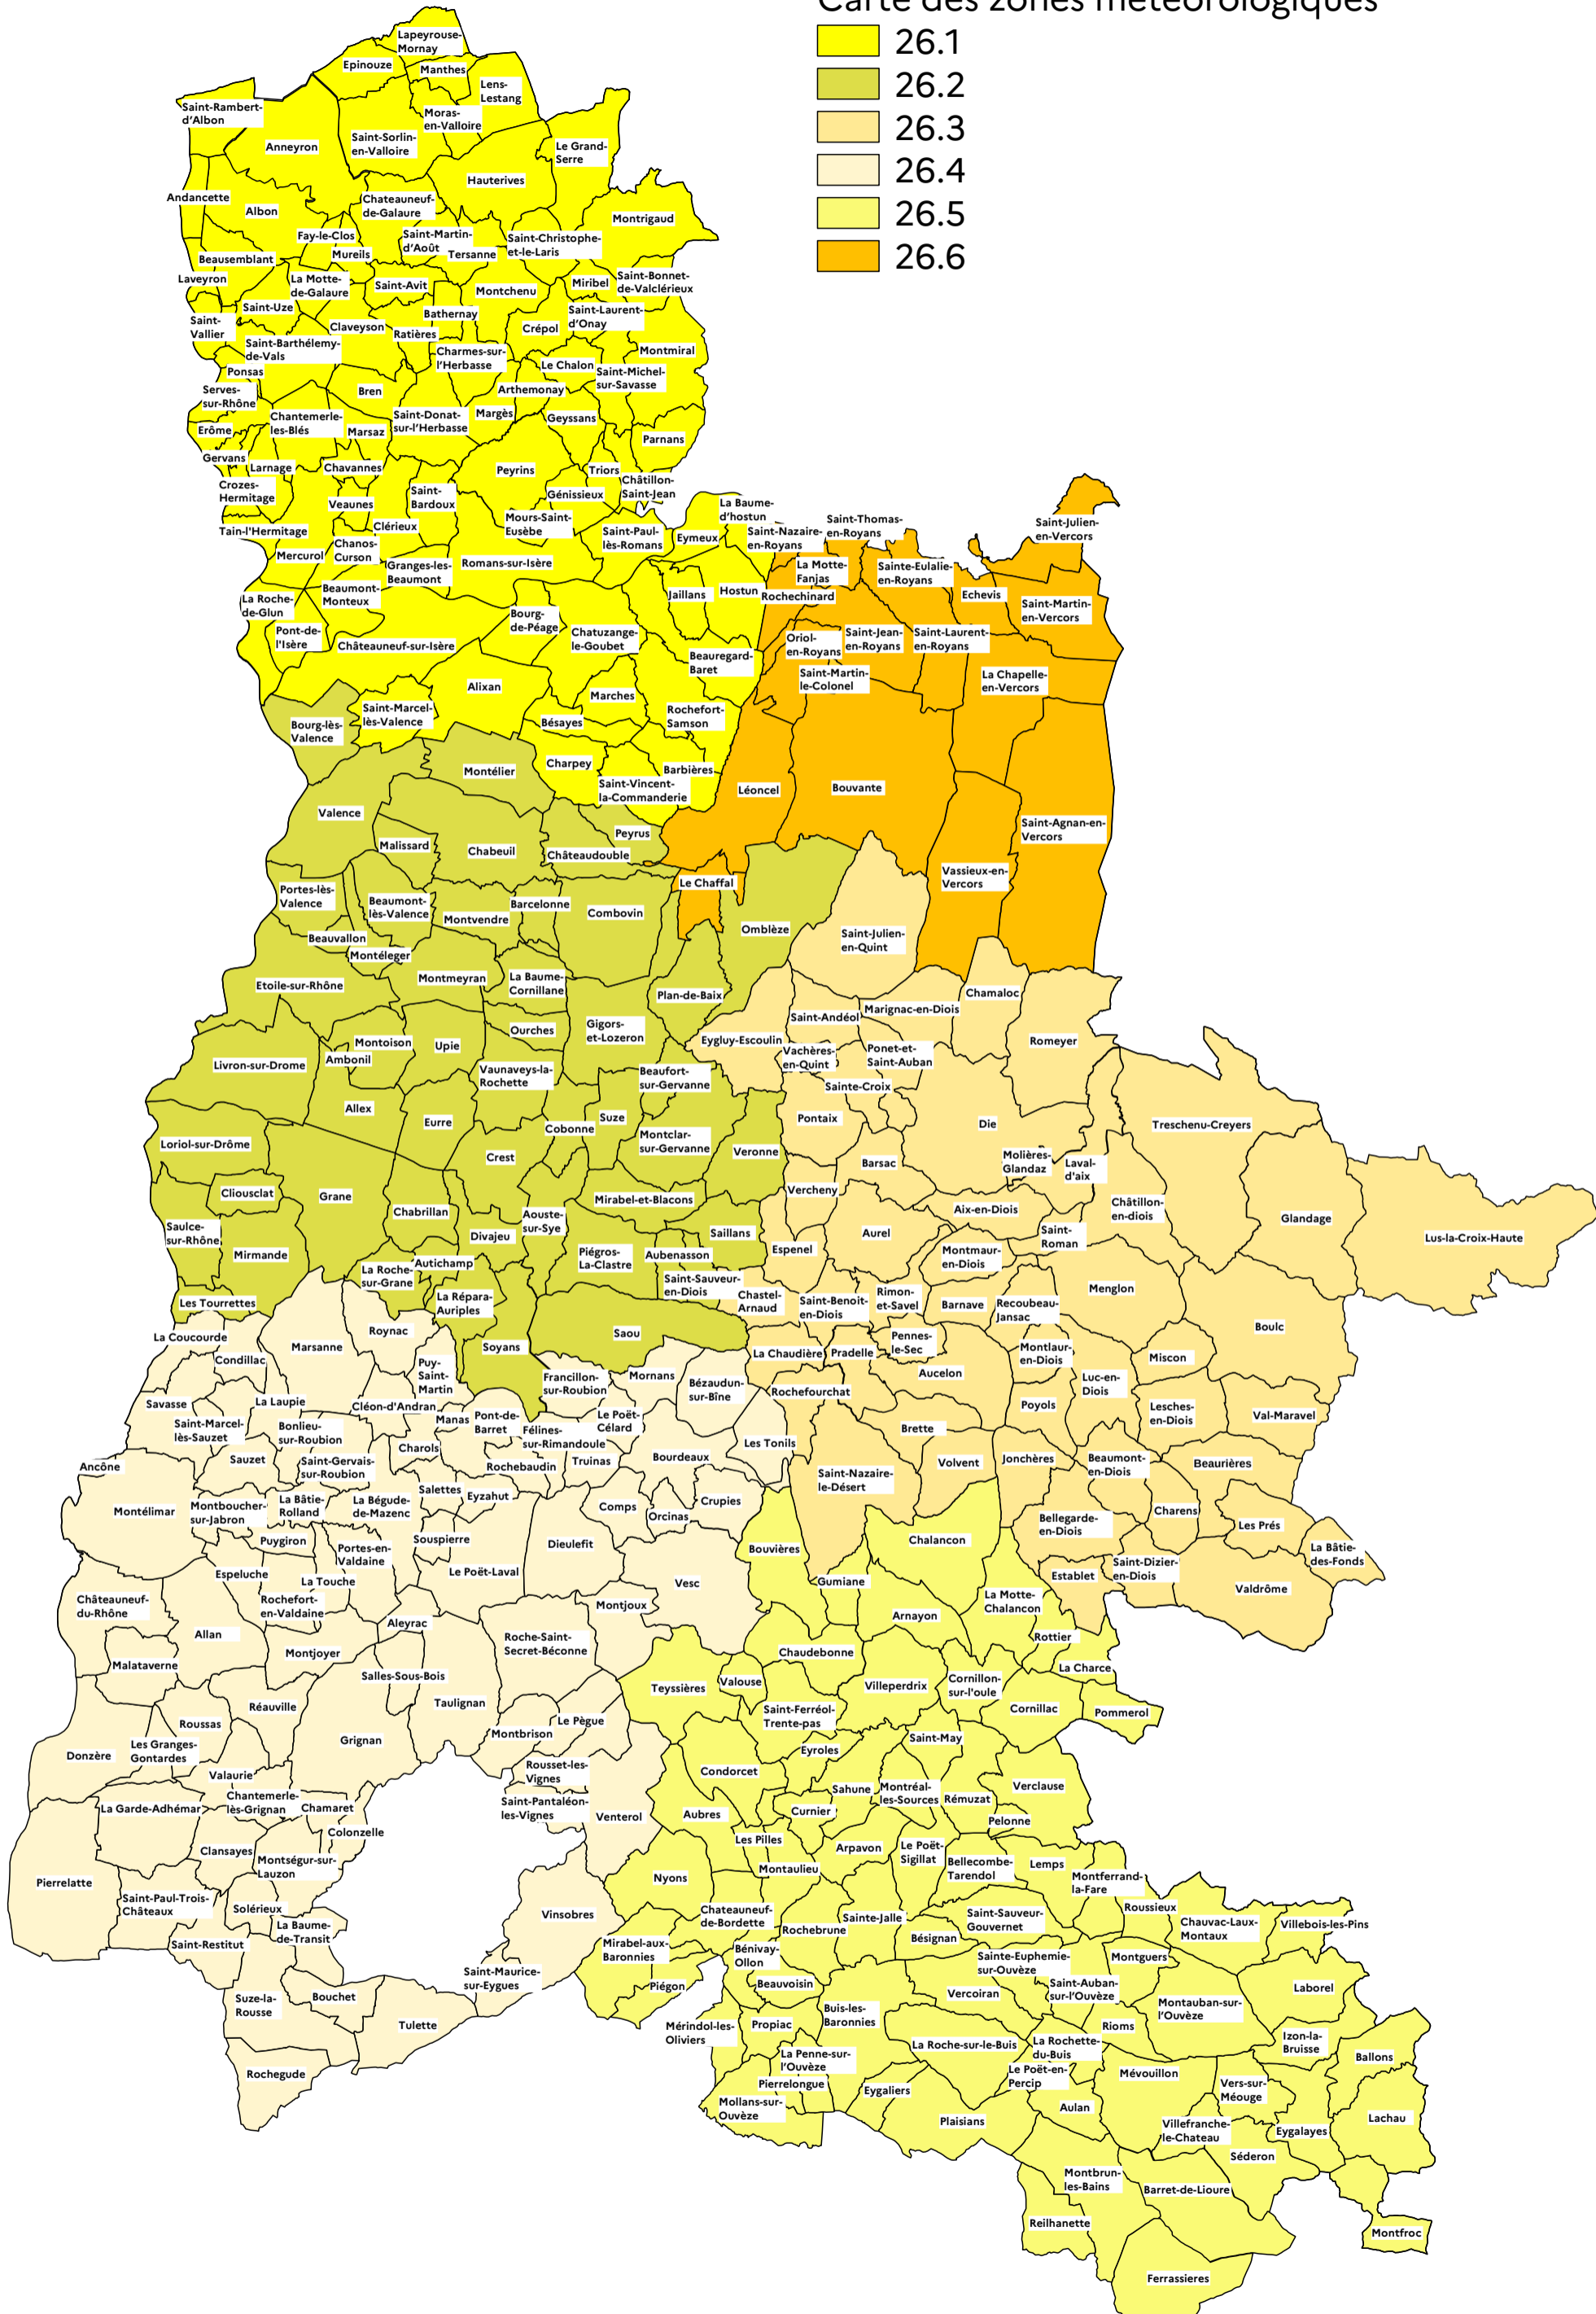 Carte des zones météorologiques
26.1
26.2
26.3
26.4
26.5
26.6
Lapeyrouse-
Mornay
Epinouze
Manthes
Lens-
Lestang
Saint-Rambert-
d'Albon
Moras-
en-Valloire
Anneyron
Saint-Sorlin-
en-Valloire
Le Grand-
Serre
Hauterives
Andancette
Albon
Chateauneuf-
de-Galaure
Montrigaud
Fay-le-Clos
Saint-Martin-
d'Août
Saint-Christophe-
et-le-Laris
Mureils
Tersanne
Beausemblant
Laveyron
La Motte-
de-Galaure
Saint-Avit
Montchenu
Miribel
Saint-Bonnet-
de-Valclérieux
Saint-Uze
Bathernay
Saint-Laurent-
d'Onay
Saint-
Vallier
Claveyson
Ratières
Crépol
Saint-Barthélemy-
de-Vals
Charmes-sur-
l'Herbasse
Montmiral
Ponsas
Le Chalon
Saint-Michel-
sur-Savasse
Serves-
sur-Rhône
Bren
Arthemonay
Chantemerle-
les-Blés
Saint-Donat-
sur-l'Herbasse
Margès
Geyssans
Erôme
Marsaz
Parnans
Gervans
Larnage
Chavannes
Peyrins
Triors
Châtillon-
Saint-Jean
Crozes-
Hermitage
Veaunes
Saint-
Bardoux
Génissieux
La Baume-
d'hostun
Tain-l'Hermitage
Clérieux
Mours-Saint-
Eusèbe
Saint-Paul-
lès-Romans
Eymeux
Saint-Nazaire-
en-Royans
Saint-Thomas-
en-Royans
Saint-Julien-
en-Vercors
Mercurol
Chanos-
Curson
Granges-les-
Beaumont
Romans-sur-Isère
La Motte-
Fanjas
Sainte-Eulalie-
en-Royans
La Roche-
de-Glun
Beaumont-
Monteux
Jaillans
Hostun
Rochechinard
Echevis
Saint-Martin-
en-Vercors
Pont-de-
l'Isère
Châteauneuf-sur-Isère
Bourg-
de-Péage
Chatuzange-
le-Goubet
Oriol-
en-Royans
Saint-Jean-
en-Royans
Saint-Laurent-
en-Royans
Beauregard-
Baret
Saint-Martin-
le-Colonel
La Chapelle-
en-Vercors
Alixan
Marches
Bourg-lès-
Valence
Saint-Marcel-
lès-Valence
Bésayes
Rochefort-
Samson
Montélier
Charpey
Barbières
Saint-Vincent-
la-Commanderie
Léoncel
Bouvante
Valence
Malissard
Chabeuil
Peyrus
Châteaudouble
Saint-Agnan-en-
Vercors
Portes-lès-
Valence
Beaumont-
lès-Valence
Montvendre
Barcelonne
Combovin
Le Chaffal
Vassieux-en-
Vercors
Beauvallon
Omblèze
Saint-Julien-
en-Quint
Montéleger
Etoile-sur-Rhône
Montmeyran
La Baume-
Cornillane
Plan-de-Baix
Chamaloc
Marignac-en-Diois
Saint-Andéol
Livron-sur-Drome
Montoison
Ambonil
Upie
Ourches
Gigors-
et-Lozeron
Eygluy-Escoulin
Vachères-
en-Quint
Ponet-et-
Saint-Auban
Romeyer
Vaunaveys-la-
Rochette
Beaufort-
sur-Gervanne
Sainte-Croix
Allex
Eurre
Suze
Cobonne
Pontaix
Die
Treschenu-Creyers
Loriol-sur-Drôme
Crest
Montclar-
sur-Gervanne
Veronne
Barsac
Molières-
Glandaz
Laval-
d'aix
Cliousclat
Grane
Chabrillan
Mirabel-et-Blacons
Vercheny
Aix-en-Diois
Châtillon-
en-diois
Glandage
Saulce-
sur-Rhône
Mirmande
Aouste-
sur-Sye
Divajeu
Saillans
Aurel
Saint-
Roman
Lus-la-Croix-Haute
Autichamp
La Roche-
sur-Grane
Piégros-
La-Clastre
Aubenasson
Espenel
Montmaur-
en-Diois
Menglon
Les Tourrettes
La Répara-
Auriples
Saint-Sauveur-
en-Diois
Chastel-
Arnaud
Saint-Benoit-
en-Diois
Rimon-
et-Savel
Barnave
Recoubeau-
Jansac
Boulc
La Coucourde
Marsanne
Roynac
Soyans
Saou
La Chaudière
Pradelle
Pennes-
le-Sec
Montlaur-
en-Diois
Miscon
Condillac
Puy-
Saint-
Martin
Francillon-
sur-Roubion
Mornans
Bézaudun-
sur-Bîne
Rochefourchat
Aucelon
Luc-en-
Diois
Savasse
La Laupie
Cléon-d'Andran
Poyols
Lesches-
en-Diois
Val-Maravel
Saint-Marcel-
lès-Sauzet
Bonlieu-
sur-Roubion
Manas
Pont-de-
Barret
Félines-
sur-Rimandoule
Le Poët-
Célard
Brette
Ancône
Sauzet
Saint-Gervais-
sur-Roubion
Charols
Rochebaudin
Truinas
Bourdeaux
Les Tonils
Saint-Nazaire-
le-Désert
Volvent
Jonchères
Beaumont-
en-Diois
Beaurières
Montélimar
Montboucher-
sur-Jabron
La Bâtie-
Rolland
La Bégude-
de-Mazenc
Salettes
Eyzahut
Comps
Orcinas
Crupies
Bellegarde-
en-Diois
Charens
Les Prés
La Bâtie-
des-Fonds
Puygiron
Portes-en-
Valdaine
Souspierre
Dieulefit
Bouvières
Chalancon
Espeluche
La Touche
Le Poët-Laval
Vesc
Gumiane
Establet
Saint-Dizier-
en-Diois
Valdrôme
Châteauneuf-
du-Rhône
Rochefort-
en-Valdaine
Montjoux
Arnayon
La Motte-
Chalancon
Allan
Aleyrac
Roche-Saint-
Secret-Béconne
Rottier
Malataverne
Montjoyer
Salles-Sous-Bois
Chaudebonne
La Charce
Réauville
Taulignan
Teyssières
Valouse
Villeperdrix
Cornillon-
sur-l'oule
Cornillac
Pommerol
Roussas
Grignan
Montbrison
Le Pègue
Saint-Ferréol-
Trente-pas
Donzère
Les Granges-
Gontardes
Valaurie
Rousset-les-
Vignes
Condorcet
Eyroles
Saint-May
La Garde-Adhémar
Chantemerle-
lès-Grignan
Chamaret
Saint-Pantaléon-
les-Vignes
Venterol
Aubres
Curnier
Sahune
Montréal-
les-Sources
Rémuzat
Verclause
Pelonne
Colonzelle
Clansayes
Montségur-sur-
Lauzon
Les Pilles
Arpavon
Le Poët-
Sigillat
Bellecombe-
Tarendol
Lemps
Pierrelatte
Saint-Paul-Trois-
Châteaux
Solérieux
Nyons
Montaulieu
Montferrand-
la-Fare
La Baume-
de-Transit
Vinsobres
Chateauneuf-
de-Bordette
Rochebrune
Sainte-Jalle
Saint-Sauveur-
Gouvernet
Roussieux
Chauvac-Laux-
Montaux
Villebois-les-Pins
Saint-Restitut
Mirabel-aux-
Baronnies
Bénivay-
Ollon
Bésignan
Sainte-Euphemie-
sur-Ouvèze
Montguers
Saint-Maurice-
sur-Eygues
Piégon
Beauvoisin
Vercoiran
Saint-Auban-
sur-l'Ouvèze
Laborel
Suze-la-
Rousse
Bouchet
Tulette
Mérindol-les-
Oliviers
Propiac
Buis-les-
Baronnies
Rioms
Montauban-sur-
l'Ouvèze
Izon-la-
Bruisse
La Penne-sur-
l'Ouvèze
La Roche-sur-le-Buis
La Rochette-
du-Buis
Ballons
Rochegude
Pierrelongue
Eygaliers
Le Poët-en-
Percip
Mévouillon
Vers-sur-
Méouge
Mollans-sur-
Ouvèze
Plaisians
Aulan
Villefranche-
le-Chateau
Eygalayes
Lachau
Séderon
Montbrun-
les-Bains
Barret-de-Lioure
Reilhanette
Montfroc
Ferrassieres